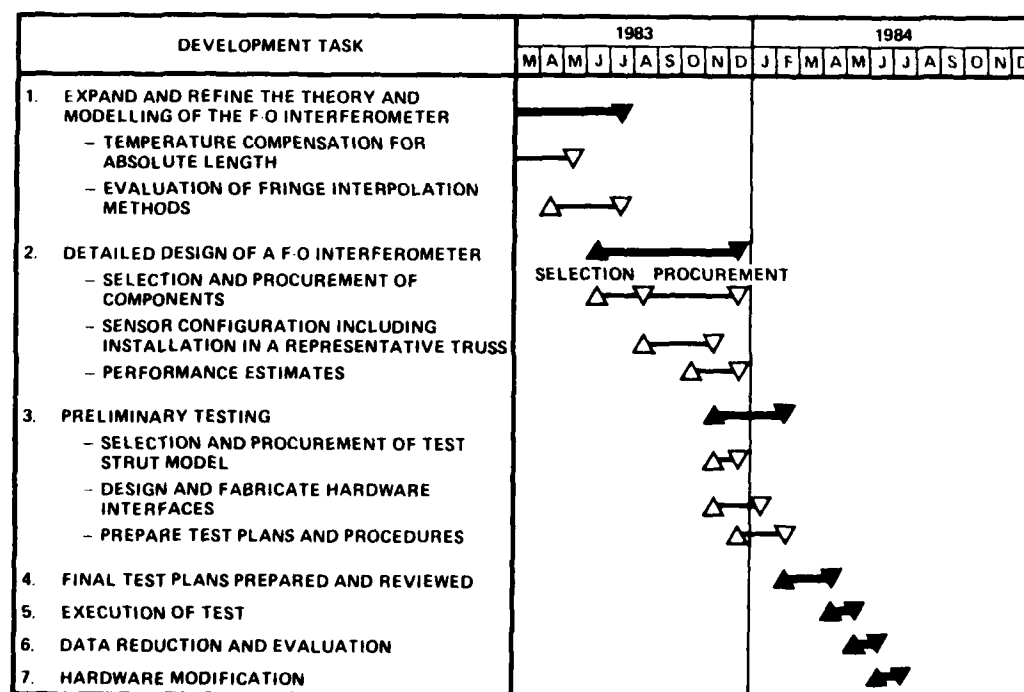 DEVELOPMENT TASK
1983
1984
M A M J J A S O N D J F M A M J J A S O N D
1. EXPAND AND REFINE THE THEORY AND
MODELLING OF THE F-O INTERFEROMETER
– TEMPERATURE COMPENSATION FOR
ABSOLUTE LENGTH
– EVALUATION OF FRINGE INTERPOLATION
METHODS
2. DETAILED DESIGN OF A F-O INTERFEROMETER
SELECTION PROCUREMENT
– SELECTION AND PROCUREMENT OF
COMPONENTS
– SENSOR CONFIGURATION INCLUDING
INSTALLATION IN A REPRESENTATIVE TRUSS
– PERFORMANCE ESTIMATES
3. PRELIMINARY TESTING
– SELECTION AND PROCUREMENT OF TEST
STRUT MODEL
– DESIGN AND FABRICATE HARDWARE
INTERFACES
– PREPARE TEST PLANS AND PROCEDURES
4. FINAL TEST PLANS PREPARED AND REVIEWED
5. EXECUTION OF TEST
6. DATA REDUCTION AND EVALUATION
7. HARDWARE MODIFICATION